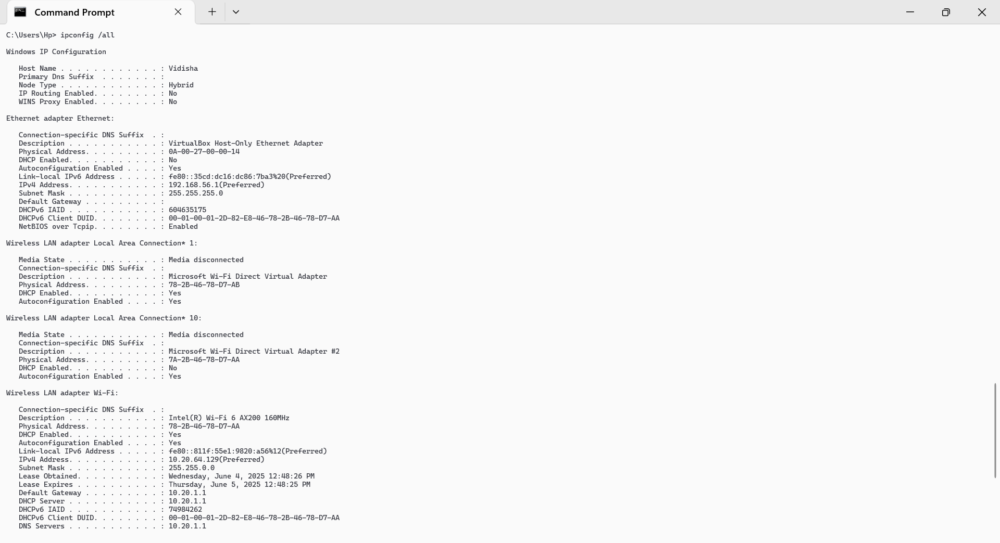 Command Prompt
C:\Users\Hp> ipconfig /all
Windows IP Configuration
   Host Name . . . . . . . . . . . . : Vidisha
   Primary Dns Suffix  . . . . . . . :
   Node Type . . . . . . . . . . . . : Hybrid
   IP Routing Enabled. . . . . . . . : No
   WINS Proxy Enabled. . . . . . . . : No
Ethernet adapter Ethernet:
   Connection-specific DNS Suffix  . :
   Description . . . . . . . . . . . : VirtualBox Host-Only Ethernet Adapter
   Physical Address. . . . . . . . . : 0A-00-27-00-00-14
   DHCP Enabled. . . . . . . . . . . : No
   Autoconfiguration Enabled . . . . : Yes
   Link-local IPv6 Address . . . . . : fe80::35cd:dc16:dc86:7ba3%20(Preferred)
   IPv4 Address. . . . . . . . . . . : 192.168.56.1(Preferred)
   Subnet Mask . . . . . . . . . . . : 255.255.255.0
   Default Gateway . . . . . . . . . :
   DHCPv6 IAID . . . . . . . . . . . : 604635175
   DHCPv6 Client DUID. . . . . . . . : 00-01-00-01-2D-82-E8-46-78-2B-46-78-D7-AA
   NetBIOS over Tcpip. . . . . . . . : Enabled
Wireless LAN adapter Local Area Connection* 1:
   Media State . . . . . . . . . . . : Media disconnected
   Connection-specific DNS Suffix  . :
   Description . . . . . . . . . . . : Microsoft Wi-Fi Direct Virtual Adapter
   Physical Address. . . . . . . . . : 78-2B-46-78-D7-AB
   DHCP Enabled. . . . . . . . . . . : Yes
   Autoconfiguration Enabled . . . . : Yes
Wireless LAN adapter Local Area Connection* 10:
   Media State . . . . . . . . . . . : Media disconnected
   Connection-specific DNS Suffix  . :
   Description . . . . . . . . . . . : Microsoft Wi-Fi Direct Virtual Adapter #2
   Physical Address. . . . . . . . . : 7A-2B-46-78-D7-AA
   DHCP Enabled. . . . . . . . . . . : No
   Autoconfiguration Enabled . . . . : Yes
Wireless LAN adapter Wi-Fi:
   Connection-specific DNS Suffix  . :
   Description . . . . . . . . . . . : Intel(R) Wi-Fi 6 AX200 160MHz
   Physical Address. . . . . . . . . : 78-2B-46-78-D7-AA
   DHCP Enabled. . . . . . . . . . . : Yes
   Autoconfiguration Enabled . . . . : Yes
   Link-local IPv6 Address . . . . . : fe80::811f:55e1:9820:a56%12(Preferred)
   IPv4 Address. . . . . . . . . . . : 10.20.64.129(Preferred)
   Subnet Mask . . . . . . . . . . . : 255.255.0.0
   Lease Obtained. . . . . . . . . . : Wednesday, June 4, 2025 12:48:26 PM
   Lease Expires . . . . . . . . . . : Thursday, June 5, 2025 12:48:25 PM
   Default Gateway . . . . . . . . . : 10.20.1.1
   DHCP Server . . . . . . . . . . . : 10.20.1.1
   DHCPv6 IAID . . . . . . . . . . . : 74984262
   DHCPv6 Client DUID. . . . . . . . : 00-01-00-01-2D-82-E8-46-78-2B-46-78-D7-AA
   DNS Servers . . . . . . . . . . . : 10.20.1.1